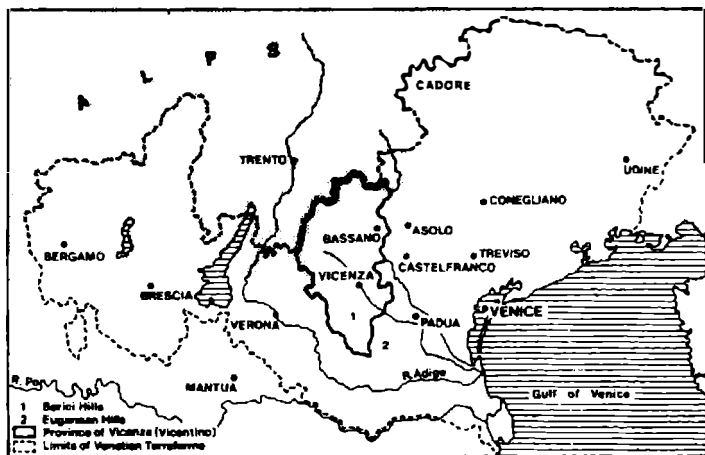 A L P S
CADORE
TRENTO
UDINE
CONEGLIANO
BASSANO
ASOLO
BERGAMO
VICENZA
CASTELFRANCO
TREVISO
BRESCIA
VENICE
VERONA
1
PADUA
2
R. Adige
R. Po
MANTUA
Gulf of Venice
1 Berici Hills
2 Euganean Hills
Province of Vicenza (Vicentino)
Limits of Venetian Terraferma